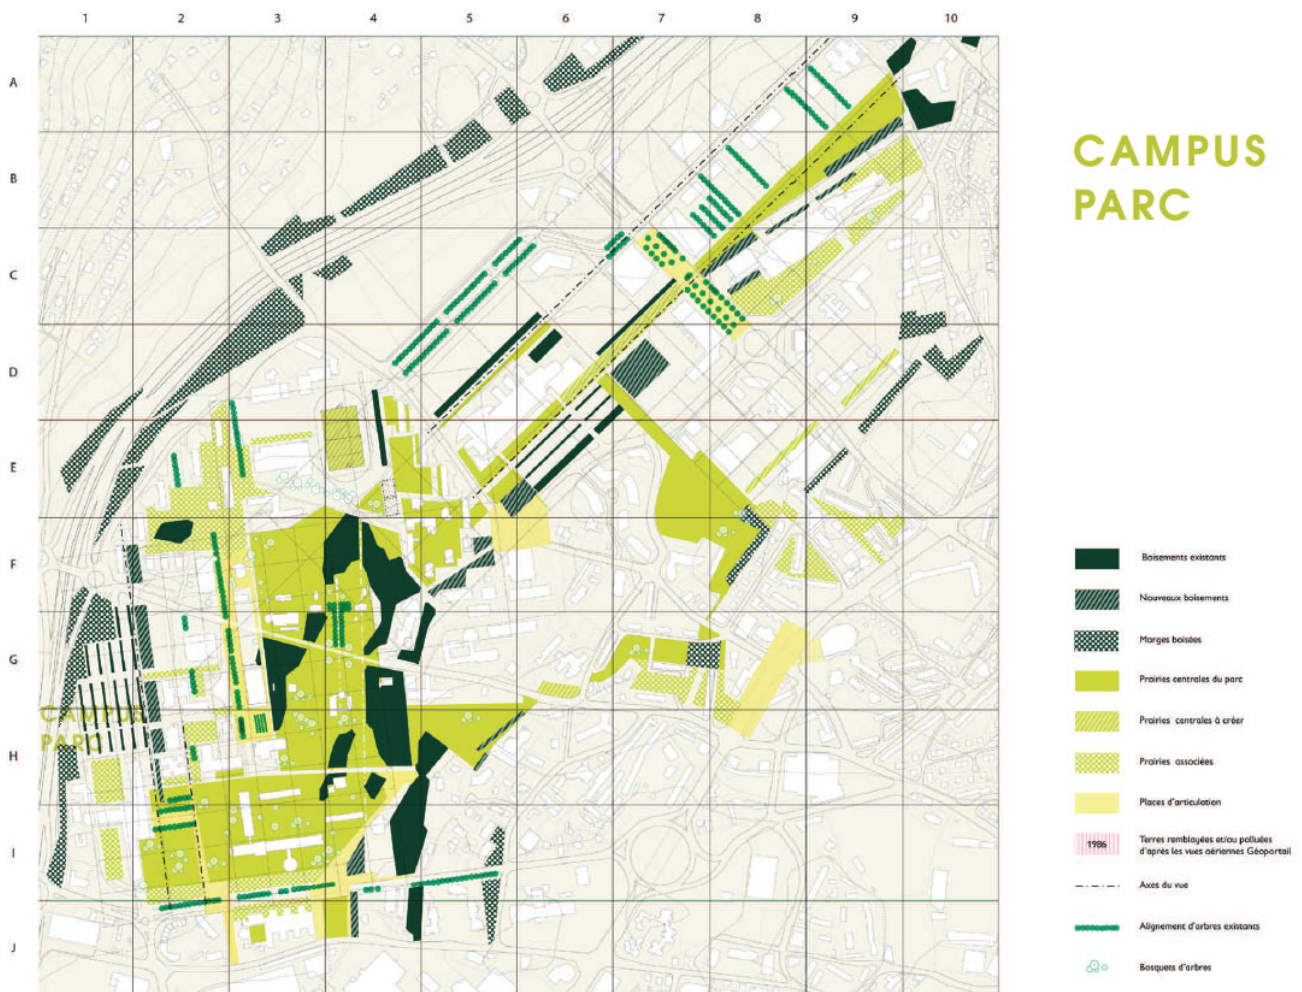 1 2 3 4 5 6 7 8 9 10
A
B
C
D
E
F
G
H
I
J
CAMPUS
PARC
CAMPUS
PARC
Boisements existants
Nouveaux boisements
Marges boisées
Prairies centrales du parc
Prairies centrales à créer
Prairies associées
Places d'articulation
1986
Terres remblayées et/ou polluées
d'après les vues aériennes Géoportail
Axes du vue
Alignement d'arbres existants
Bosquets d'arbres